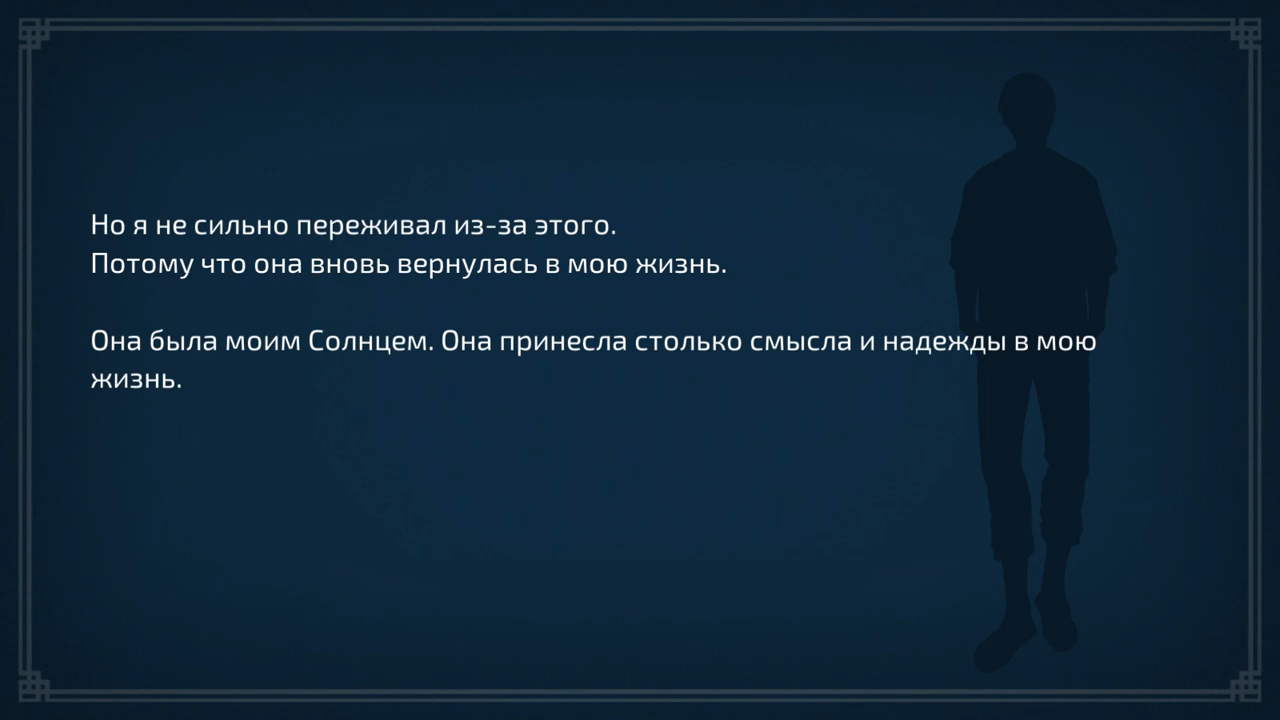 Но я не сильно переживал из-за этого.
Потому что она вновь вернулась в мою жизнь.
Она была моим Солнцем. Она принесла столько смысла и надежды в мою
жизнь.